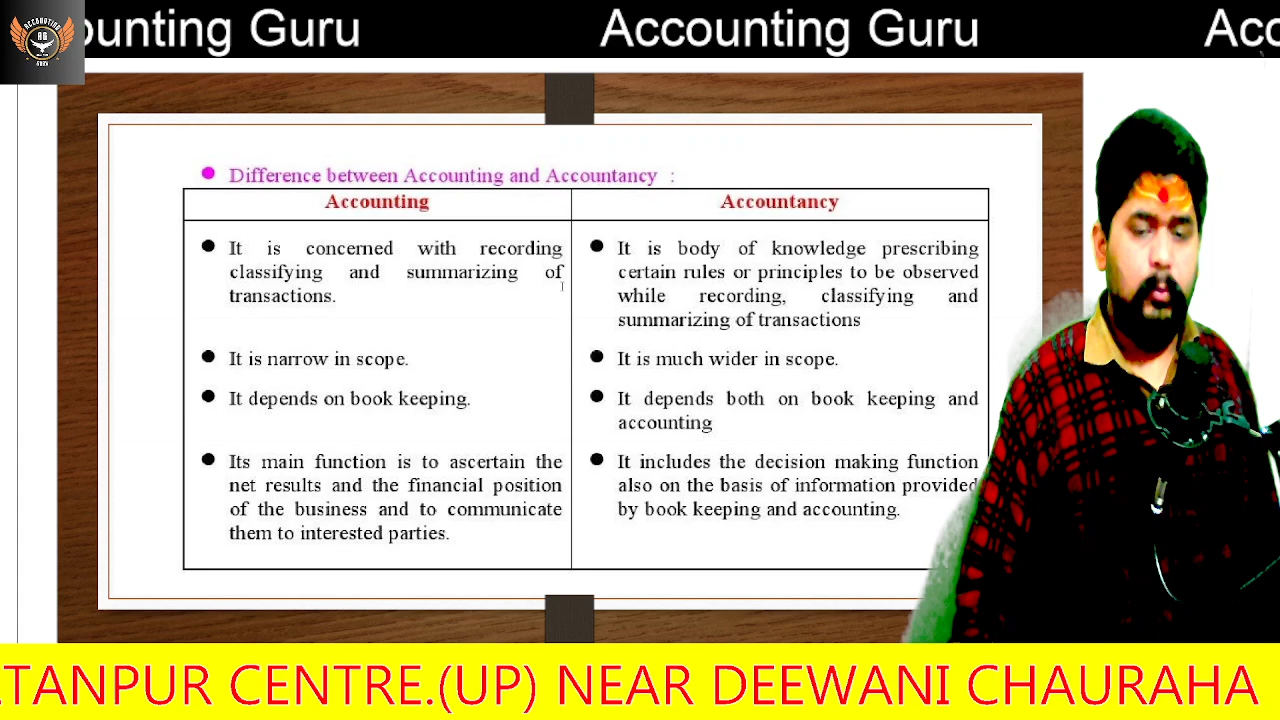 ounting Guru
Accounting Guru
Acc
ACCOUNTING
AG
GURU
Difference between Accounting and Accountancy :
Accounting
Accountancy
It is concerned with recording
classifying and summarizing of
transactions.
It is narrow in scope.
It depends on book keeping.
Its main function is to ascertain the
net results and the financial position
of the business and to communicate
them to interested parties.
It is body of knowledge prescribing
certain rules or principles to be observed
while recording, classifying and
summarizing of transactions
It is much wider in scope.
It depends both on book keeping and
accounting
It includes the decision making function
also on the basis of information provided
by book keeping and accounting.
TANPUR CENTRE.(UP) NEAR DEEWANI CHAURAHA